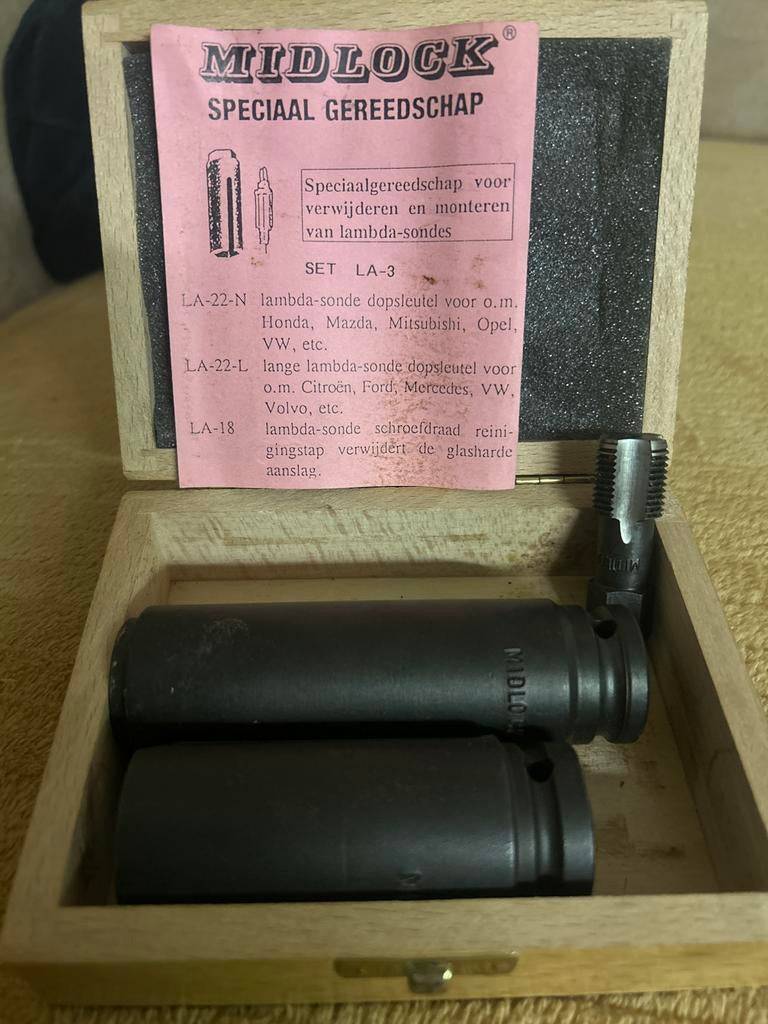 MIDLOCK®
SPECIAAL GEREEDSCHAP
Speciaalgereedschap voor
verwijderen en monteren
van lambda-sondes
SET LA-3
LA-22-N lambda-sonde dopsleutel voor o.m.
Honda, Mazda, Mitsubishi, Opel,
VW, etc.
LA-22-L lange lambda-sonde dopsleutel voor
o.m. Citroën, Ford, Mercedes, VW,
Volvo, etc.
LA-18 lambda-sonde schroefdraad reini-
gingstap verwijdert de glasharde
aanslag.